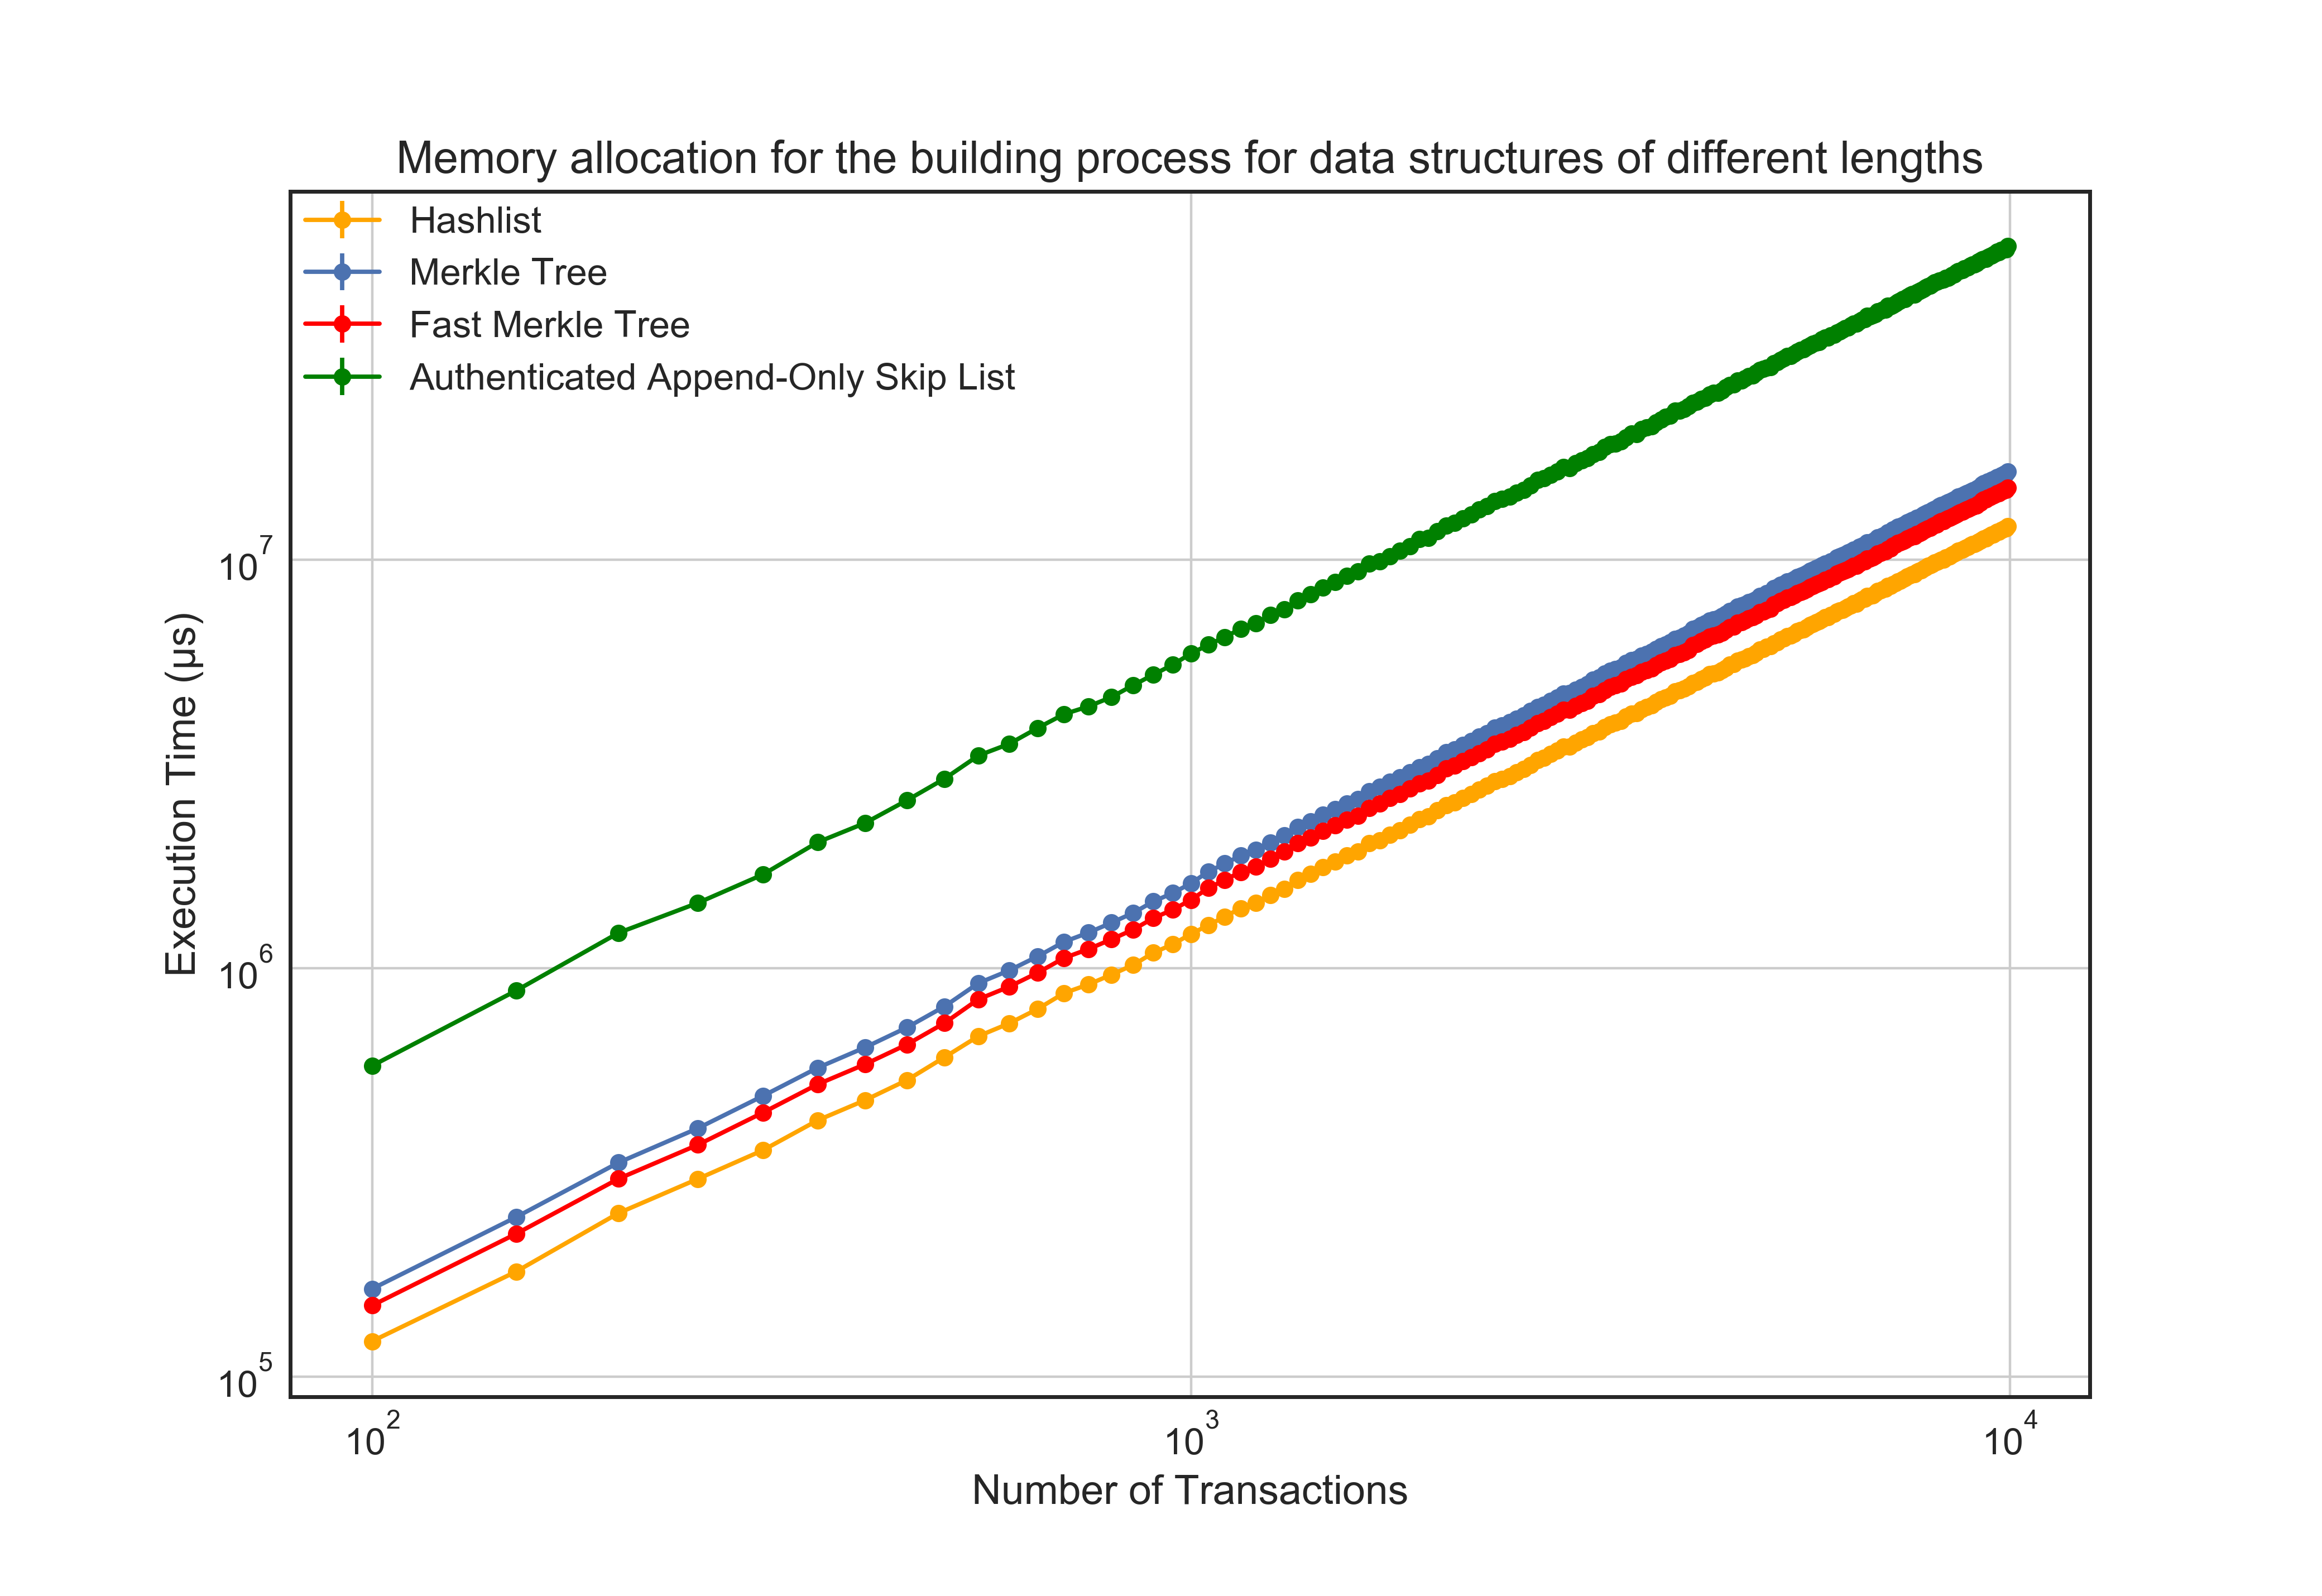 Memory allocation for the building process for data structures of different lengths
Hashlist
Merkle Tree
Fast Merkle Tree
Authenticated Append-Only Skip List
Execution Time (µs)
10^7
10^6
10^5
10^2
10^3
10^4
Number of Transactions